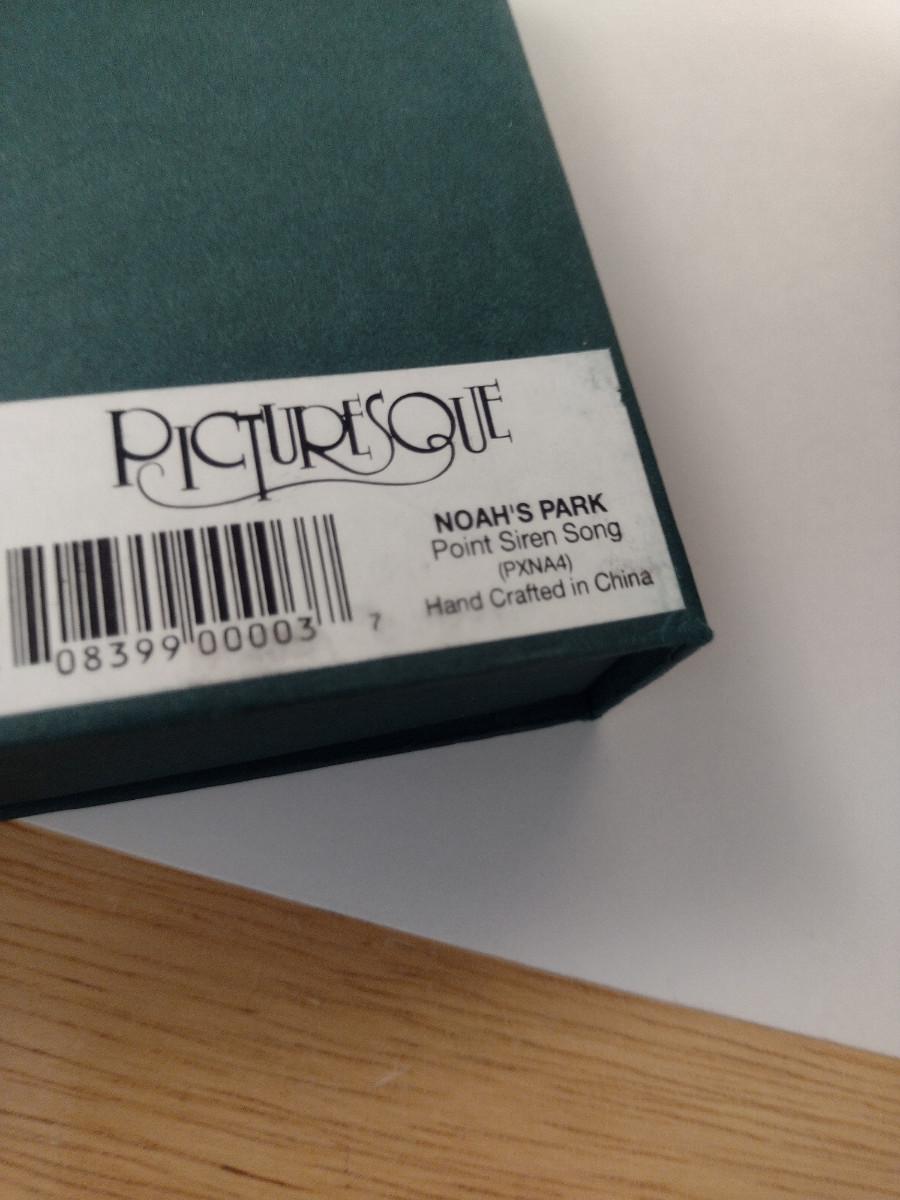 PICTURESQUE
NOAH'S PARK
Point Siren Song
(PXNA4)
Hand Crafted in China
08399 00003 7